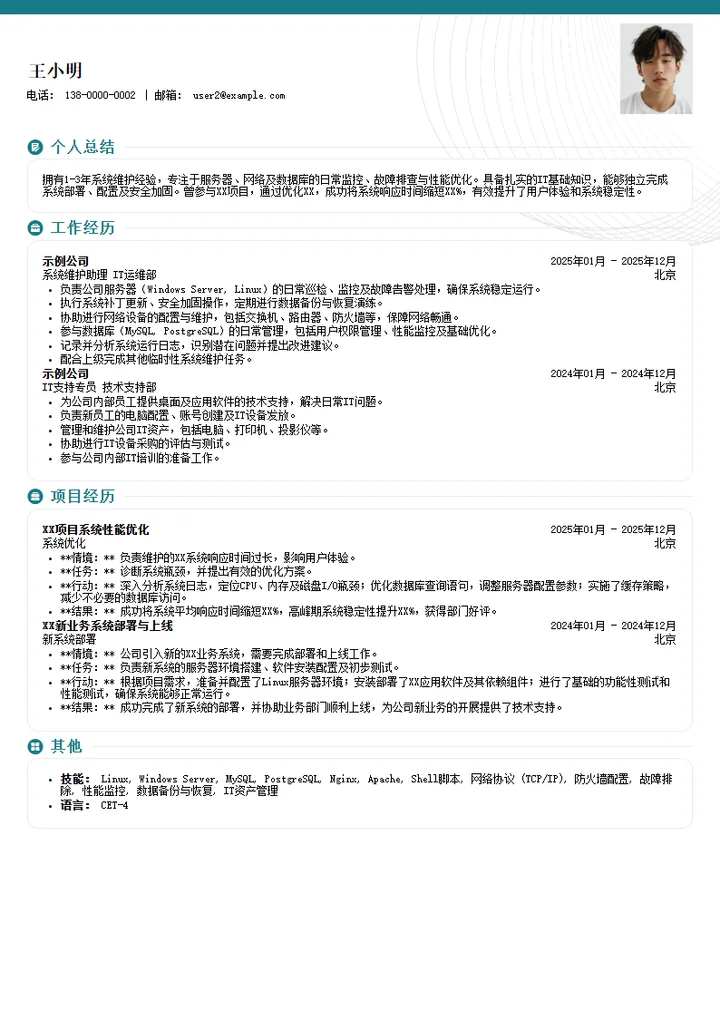 王小明
电话： 138-0000-0002 | 邮箱： user2@example.com
个人总结
拥有1-3年系统维护经验，专注于服务器、网络及数据库的日常监控、故障排查与性能优化。具备扎实的IT基础知识，能够独立完成
系统部署、配置及安全加固。曾参与XX项目，通过优化XX，成功将系统响应时间缩短XX%，有效提升了用户体验和系统稳定性。
工作经历
示例公司 2025年01月 - 2025年12月
系统维护助理 IT运维部 北京
• 负责公司服务器（Windows Server, Linux）的日常巡检、监控及故障告警处理，确保系统稳定运行。
• 执行系统补丁更新、安全加固操作，定期进行数据备份与恢复演练。
• 协助进行网络设备的配置与维护，包括交换机、路由器、防火墙等，保障网络畅通。
• 参与数据库（MySQL, PostgreSQL）的日常管理，包括用户权限管理、性能监控及基础优化。
• 记录并分析系统运行日志，识别潜在问题并提出改进建议。
• 配合上级完成其他临时性系统维护任务。
示例公司 2024年01月 - 2024年12月
IT支持专员 技术支持部 北京
• 为公司内部员工提供桌面及应用软件的技术支持，解决日常IT问题。
• 负责新员工的电脑配置、账号创建及IT设备发放。
• 管理和维护公司IT资产，包括电脑、打印机、投影仪等。
• 协助进行IT设备采购的评估与测试。
• 参与公司内部IT培训的准备工作。
项目经历
XX项目系统性能优化 2025年01月 - 2025年12月
系统优化 北京
• **情境：** 负责维护的XX系统响应时间过长，影响用户体验。
• **任务：** 诊断系统瓶颈，并提出有效的优化方案。
• **行动：** 深入分析系统日志，定位CPU、内存及磁盘I/O瓶颈；优化数据库查询语句，调整服务器配置参数；实施了缓存策略，
减少不必要的数据库访问。
• **结果：** 成功将系统平均响应时间缩短XX%，高峰期系统稳定性提升XX%，获得部门好评。
XX新业务系统部署与上线 2024年01月 - 2024年12月
新系统部署 北京
• **情境：** 公司引入新的XX业务系统，需要完成部署和上线工作。
• **任务：** 负责新系统的服务器环境搭建、软件安装配置及初步测试。
• **行动：** 根据项目需求，准备并配置了Linux服务器环境；安装部署了XX应用软件及其依赖组件；进行了基础的功能性测试和
性能测试，确保系统能够正常运行。
• **结果：** 成功完成了新系统的部署，并协助业务部门顺利上线，为公司新业务的开展提供了技术支持。
其他
• 技能： Linux, Windows Server, MySQL, PostgreSQL, Nginx, Apache, Shell脚本, 网络协议 (TCP/IP), 防火墙配置, 故障排
除, 性能监控, 数据备份与恢复, IT资产管理
• 语言： CET-4